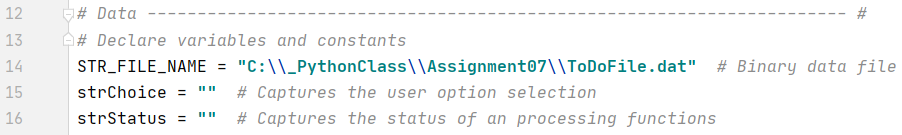 12 # Data ---------------------------------------------------------------------- #
13 # Declare variables and constants
14 STR_FILE_NAME = "C:\\_PythonClass\\Assignment07\\ToDoFile.dat"  # Binary data file
15 strChoice = ""  # Captures the user option selection
16 strStatus = ""  # Captures the status of an processing functions